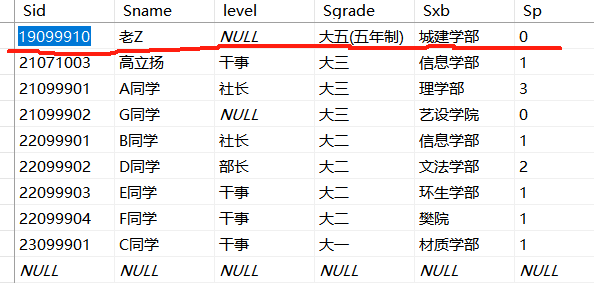 Sid Sname level Sgrade Sxb Sp
19099910 老Z NULL 大五(五年制) 城建学部 0
21071003 高立扬 干事 大三 信息学部 1
21099901 A同学 社长 大三 理学部 3
21099902 G同学 NULL 大三 艺设学院 0
22099901 B同学 社长 大二 信息学部 1
22099902 D同学 部长 大二 文法学部 2
22099903 E同学 干事 大二 环生学部 1
22099904 F同学 干事 大二 樊院 1
23099901 C同学 干事 大一 材质学部 1
NULL NULL NULL NULL NULL NULL